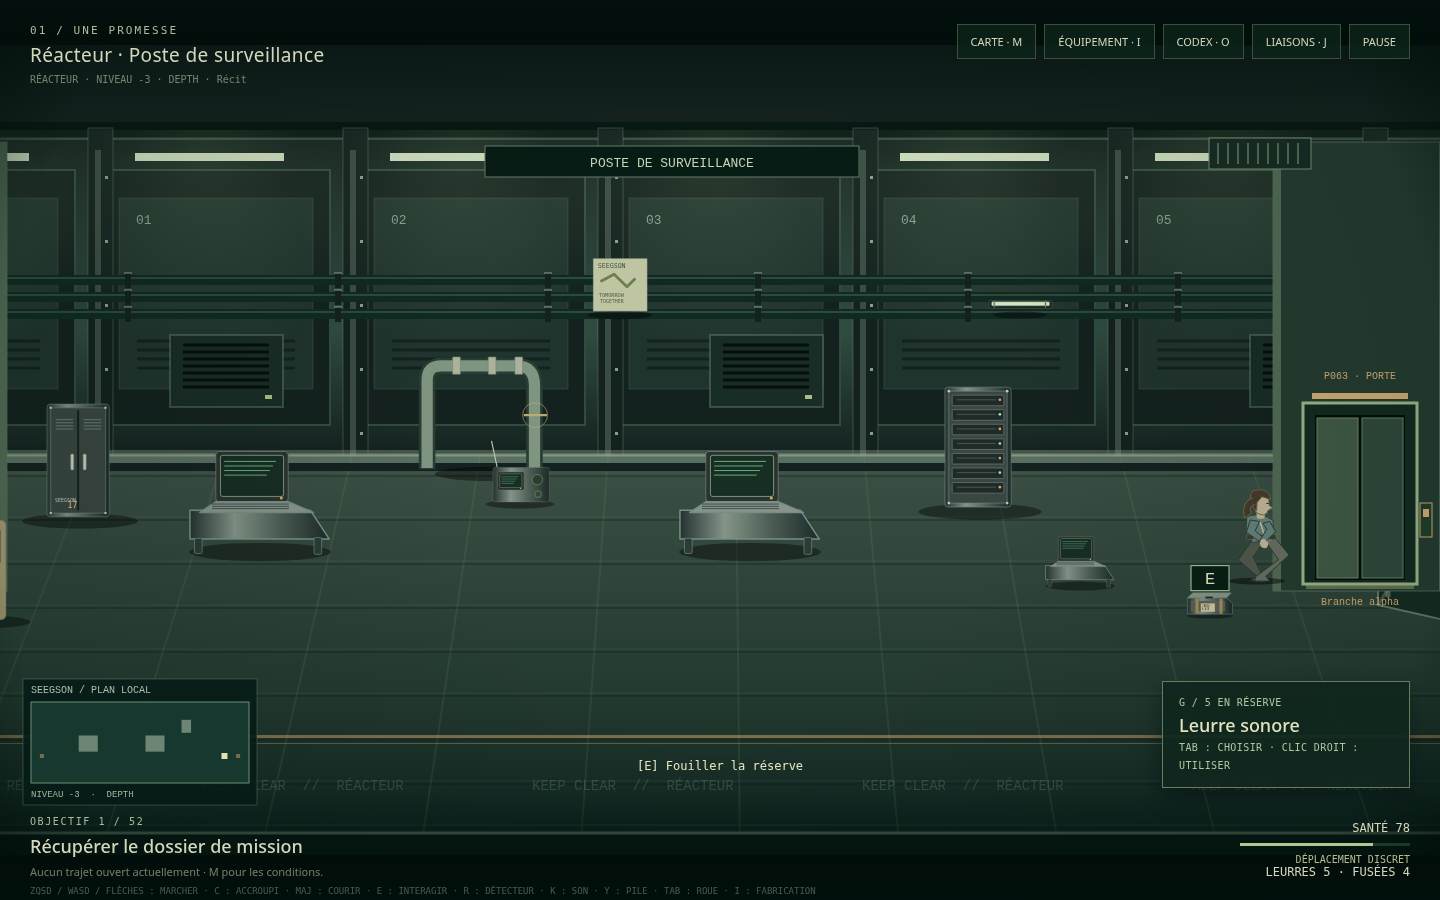 01 / UNE PROMESSE
Réacteur · Poste de surveillance
RÉACTEUR · NIVEAU -3 · DEPTH · Récit
CARTE · M
ÉQUIPEMENT · I
CODEX · O
LIAISONS · J
PAUSE
POSTE DE SURVEILLANCE
01
02
03
04
05
SEEGSON
TOMORROW
TOGETHER
P063 · PORTE
SEEGSON
17
E
Branche alpha
SEEGSON / PLAN LOCAL
NIVEAU -3 · DEPTH
G / 5 EN RÉSERVE
Leurre sonore
TAB : CHOISIR · CLIC DROIT :
UTILISER
[E] Fouiller la réserve
EAR // RÉACTEUR
KEEP CLEAR // RÉACTEUR
KEEP CLEAR // RÉACTEUR
OBJECTIF 1 / 52
Récupérer le dossier de mission
Aucun trajet ouvert actuellement · M pour les conditions.
ZQSD / WASD / FLÈCHES : MARCHER · C : ACCROUPI · MAJ : COURIR · E : INTERAGIR · R : DÉTECTEUR · K : SON · Y : PILE · TAB : ROUE · I : FABRICATION
SANTÉ 78
DÉPLACEMENT DISCRET
LEURRES 5 · FUSÉES 4